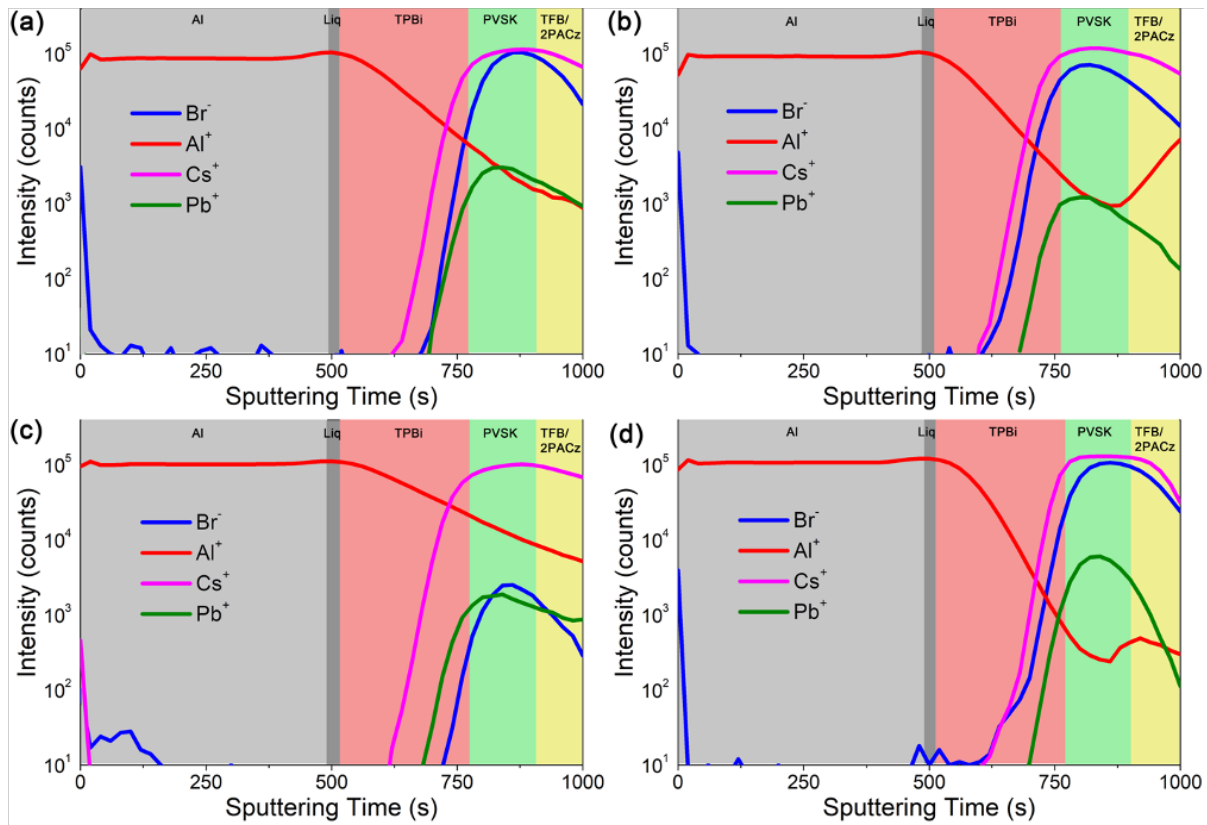 (a)
Al Liq TPBi PVSK TFB/
2PACz
Intensity (counts)
10⁵
10⁴
10³
10²
10¹
Br⁻
Al⁺
Cs⁺
Pb⁺
0 250 500 750 1000
Sputtering Time (s)
(b)
Al Liq TPBi PVSK TFB/
2PACz
Intensity (counts)
10⁵
10⁴
10³
10²
10¹
Br⁻
Al⁺
Cs⁺
Pb⁺
0 250 500 750 1000
Sputtering Time (s)
(c)
Al Liq TPBi PVSK TFB/
2PACz
Intensity (counts)
10⁵
10⁴
10³
10²
10¹
Br⁻
Al⁺
Cs⁺
Pb⁺
0 250 500 750 1000
Sputtering Time (s)
(d)
Al Liq TPBi PVSK TFB/
2PACz
Intensity (counts)
10⁵
10⁴
10³
10²
10¹
Br⁻
Al⁺
Cs⁺
Pb⁺
0 250 500 750 1000
Sputtering Time (s)